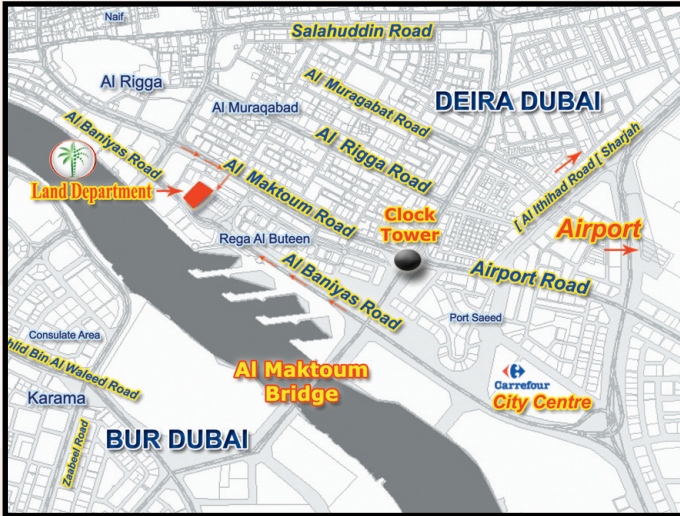 Naif
Salahuddin Road
Al Rigga
Al Muraqabad
Al Muragabat Road
DEIRA DUBAI
Al Baniyas Road
Al Rigga Road
[ Al Ithihad Road [ Sharjah
Land Department
Al Maktoum Road
Clock
Tower
Airport
Rega Al Buteen
Al Baniyas Road
Airport Road
Port Saeed
Consulate Area
hlid Bin Al Waleed Road
Al Maktoum
Bridge
Carrefour
City Centre
Karama
Zaabeel Road
BUR DUBAI